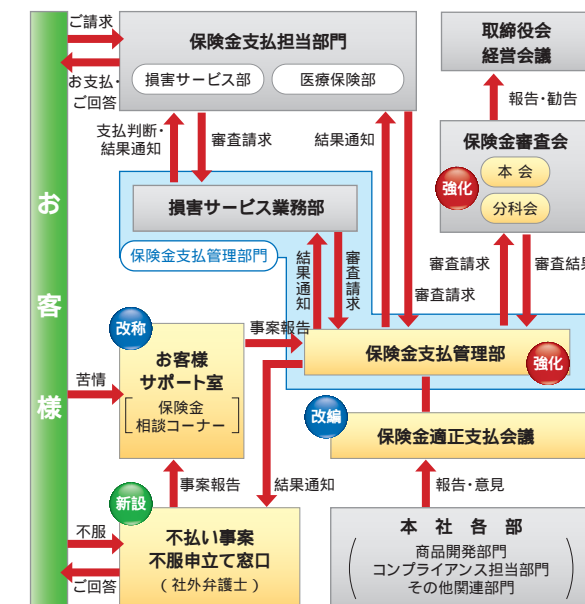 ご請求
お支払・
ご回答
保険金支払担当部門
損害サービス部
医療保険部
取締役会
経営会議
報告・勧告
支払判断・
結果通知
審査請求
結果通知
保険金審査会
本会
分科会
強化
損害サービス業務部
保険金支払管理部門
結果通知
審査請求
審査請求
審査請求
審査結果
お客様
改称
お客様
サポート室
保険金
相談コーナー
事案報告
保険金支払管理部
強化
苦情
改編
保険金適正支払会議
事案報告
結果通知
報告・意見
新設
不服
ご回答
不払い事案
不服申立て窓口
(社外弁護士)
本社各部
商品開発部門
コンプライアンス担当部門
その他関連部門